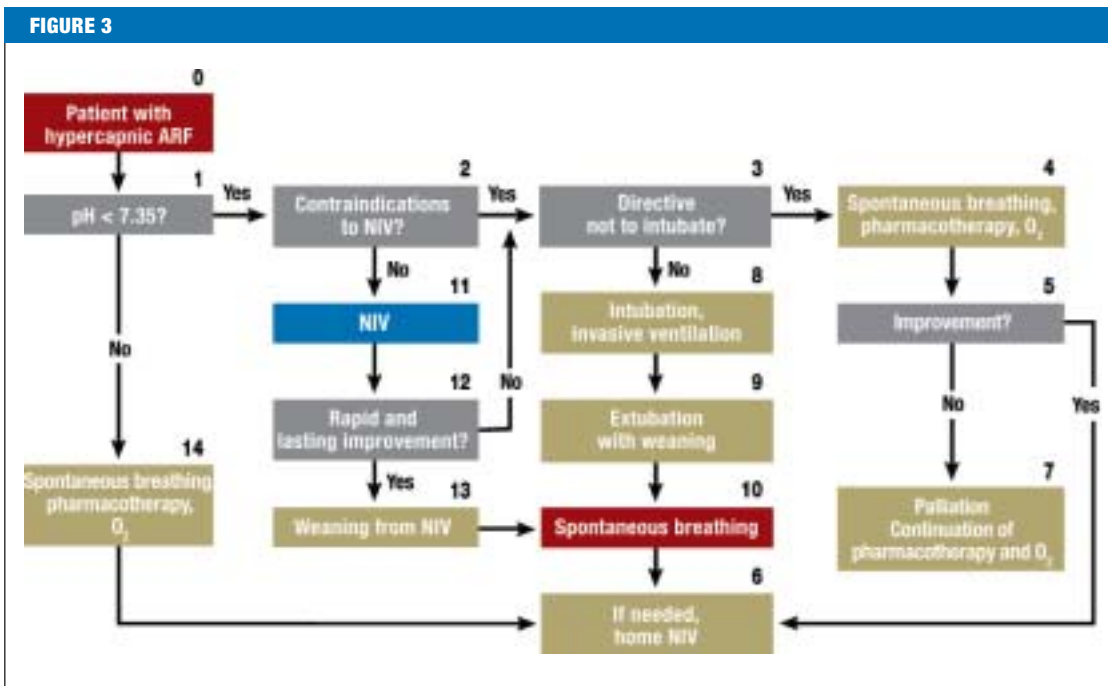 FIGURE 3
0
Patient with
hypercapnic ARF
1
pH < 7.35?
Yes
2
Contraindications
to NIV?
Yes
3
Directive
not to intubate?
Yes
4
Spontaneous breathing,
pharmacotherapy, O₂
No
11
NIV
No
8
Intubation,
invasive ventilation
5
Improvement?
No
12
Rapid and
lasting improvement?
No
9
Extubation
with weaning
No
Yes
14
Spontaneous breathing
pharmacotherapy,
O₂
Yes
13
Weaning from NIV
10
Spontaneous breathing
7
Palliation
Continuation of
pharmacotherapy and O₂
6
If needed,
home NIV